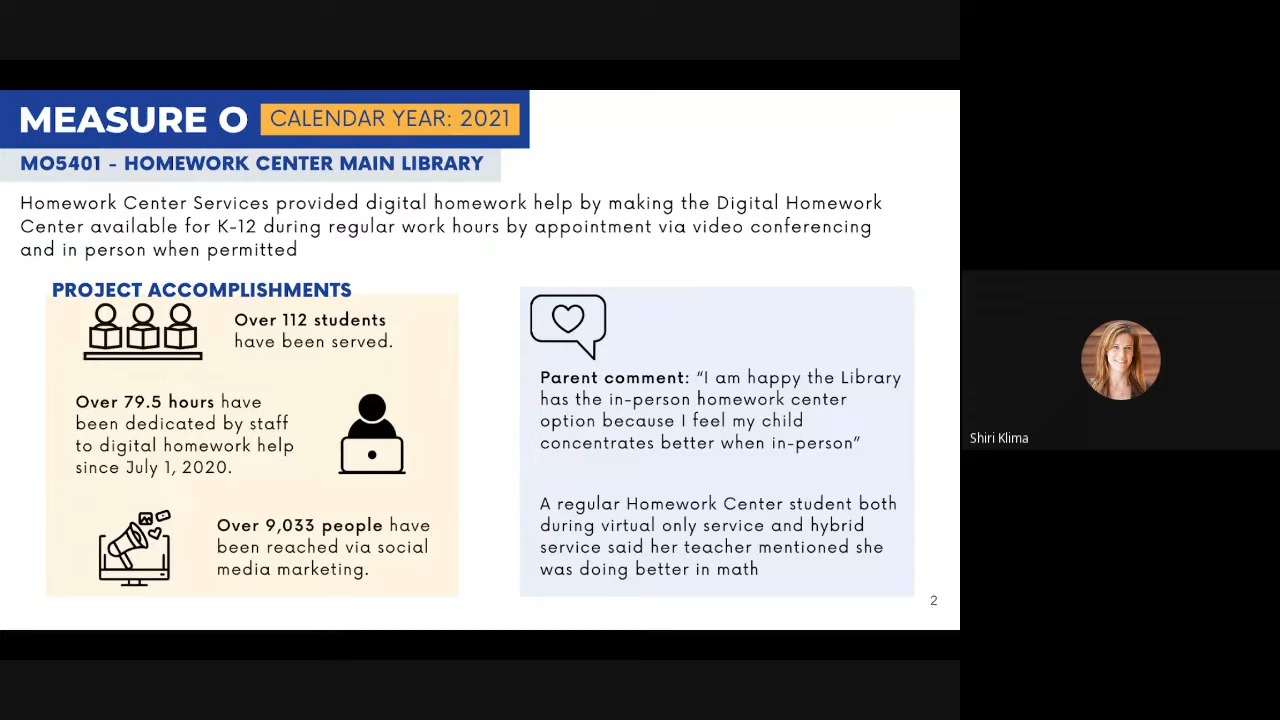 MEASURE O CALENDAR YEAR: 2021
MO5401 - HOMEWORK CENTER MAIN LIBRARY
Homework Center Services provided digital homework help by making the Digital Homework
Center available for K-12 during regular work hours by appointment via video conferencing
and in person when permitted
PROJECT ACCOMPLISHMENTS
Over 112 students
have been served.
Over 79.5 hours have
been dedicated by staff
to digital homework help
since July 1, 2020.
Over 9,033 people have
been reached via social
media marketing.
Parent comment: “I am happy the Library
has the in-person homework center
option because I feel my child
concentrates better when in-person”
A regular Homework Center student both
during virtual only service and hybrid
service said her teacher mentioned she
was doing better in math
2
Shiri Klima